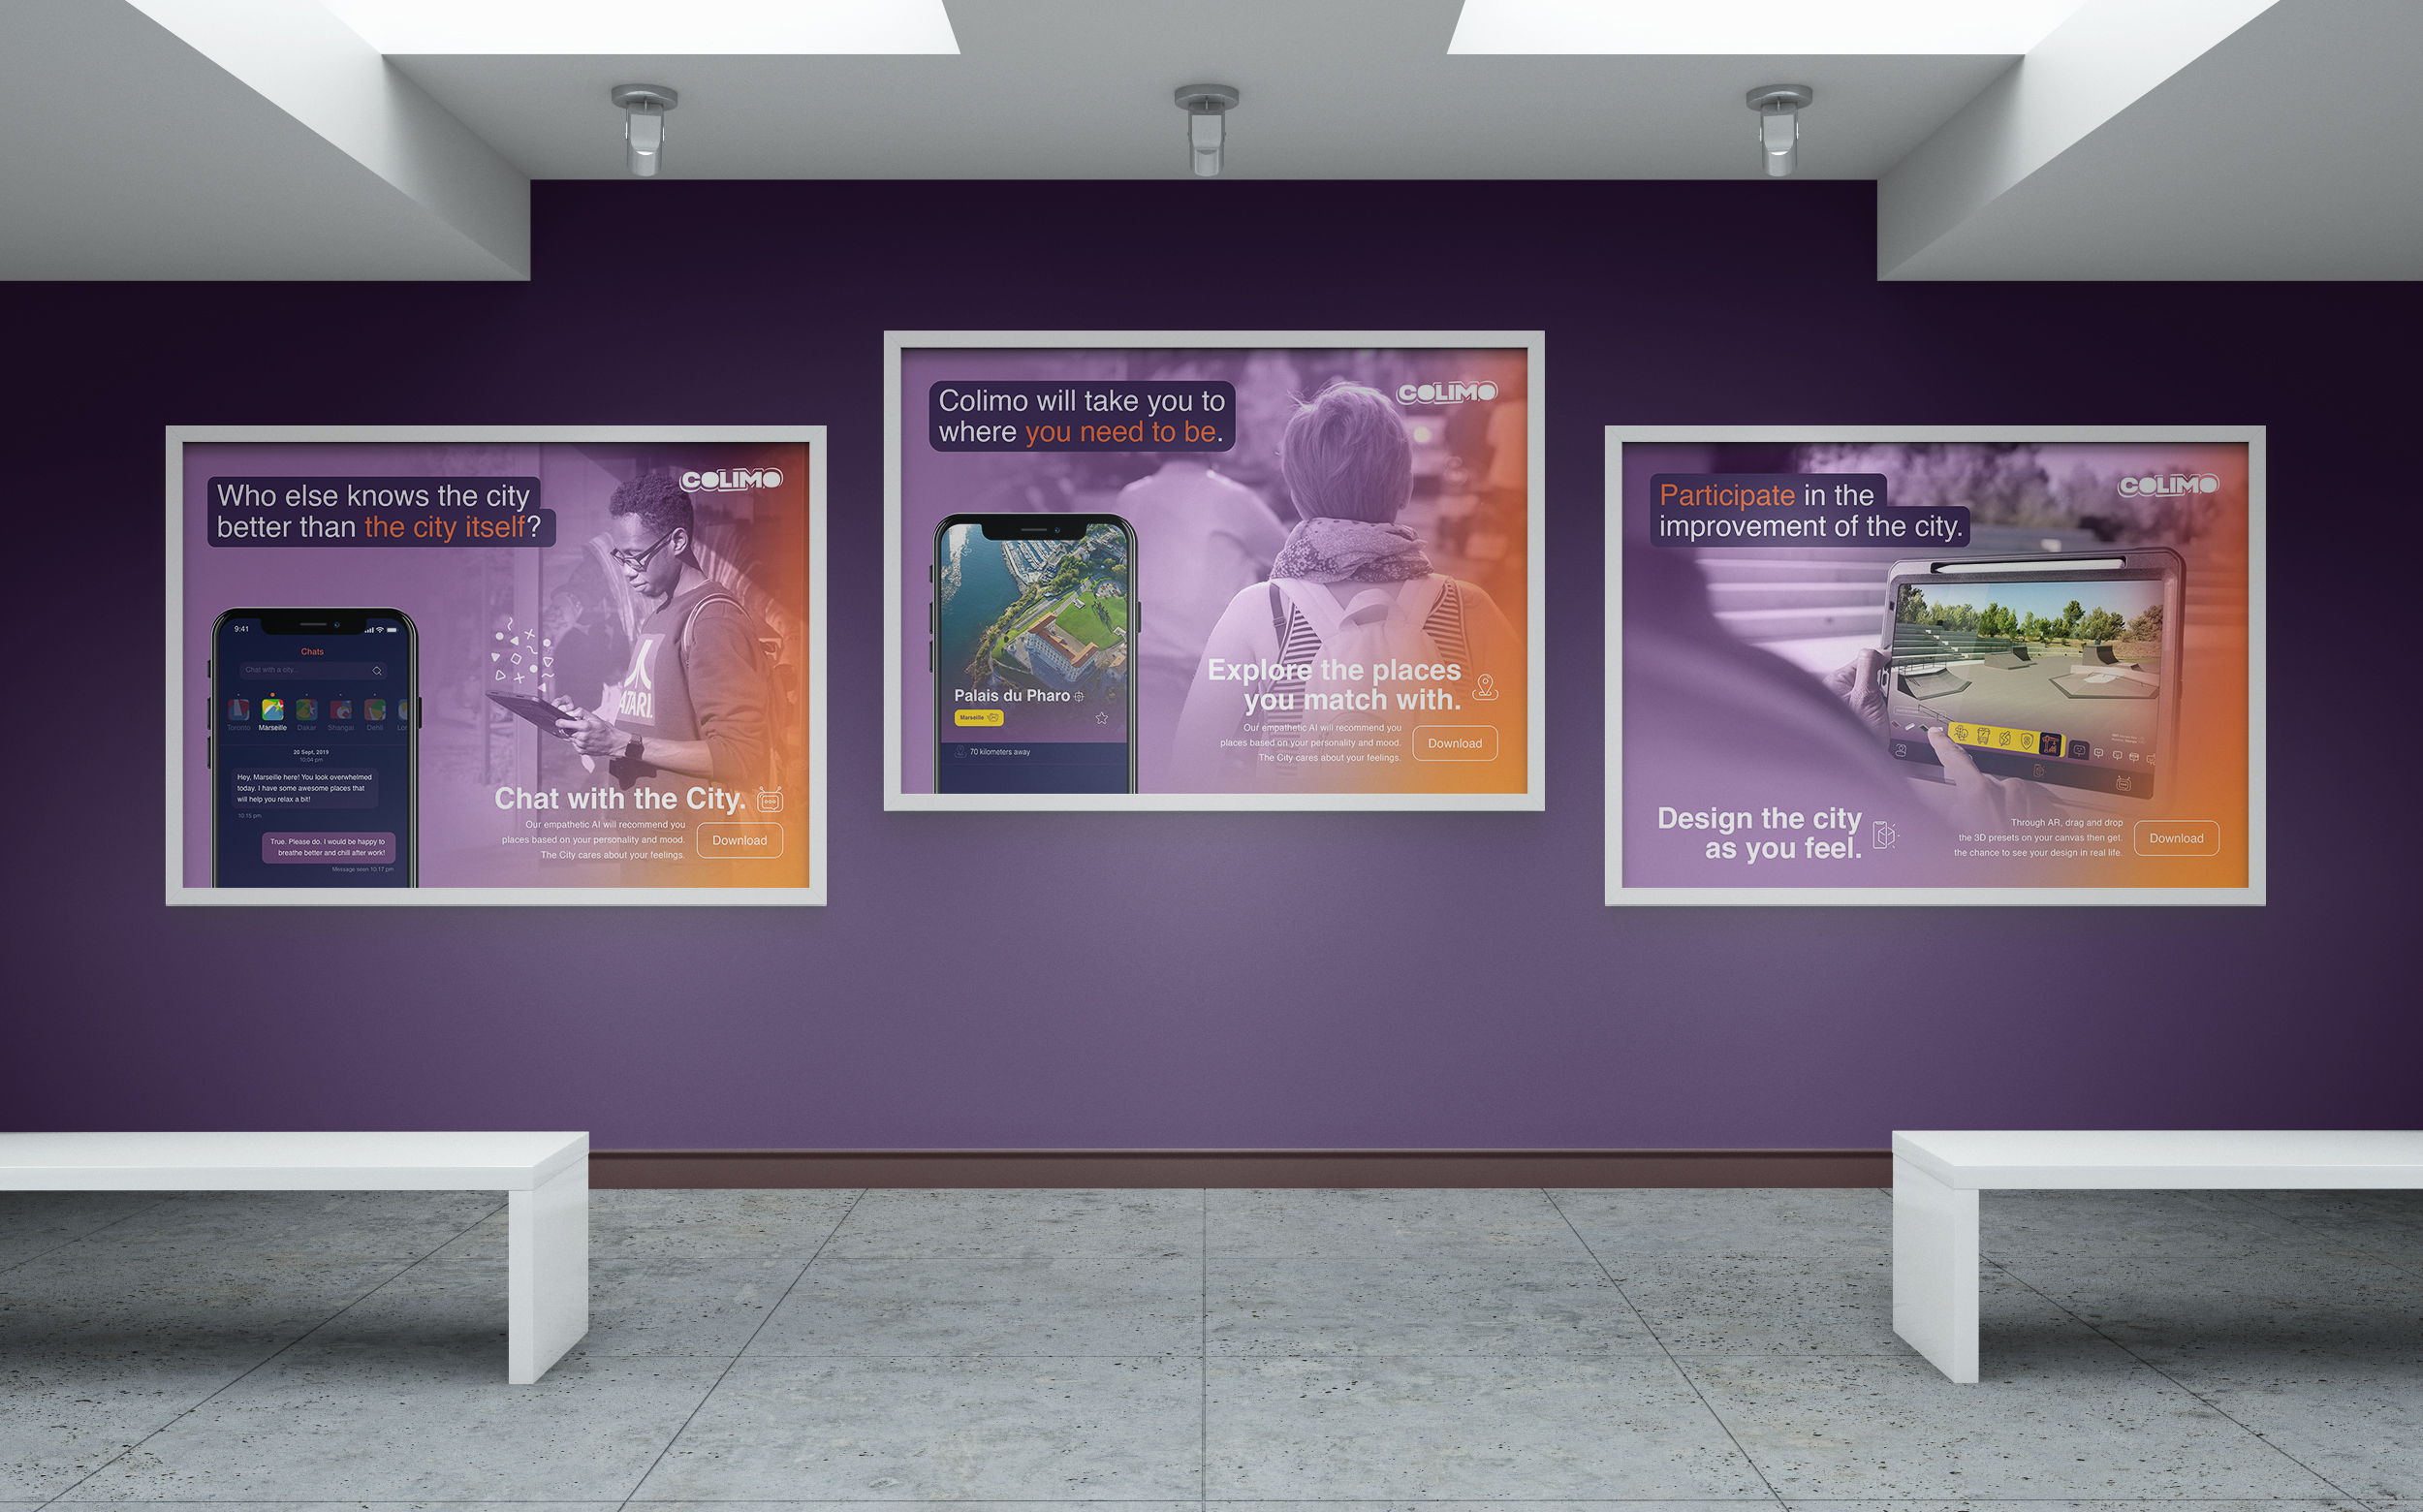 Who else knows the city
better than the city itself?
COLIMO
9:41
Chats
Chat with a city...
Toronto Marseille Dakar Shangai Dehli Lon
20 Sept, 2019
10:04 pm
Hey, Marseille here! You look overwhelmed
today. I have some awesome places that
will help you relax a bit!
10:15 pm
True. Please do. I would be happy to
breathe better and chill after work!
Message seen 10:17 pm
ATARI
Chat with the City.
Our empathetic AI will recommend you
places based on your personality and mood.
The City cares about your feelings.
Download
Colimo will take you to
where you need to be.
COLIMO
Palais du Pharo
Marseille
70 kilometers away
Explore the places
you match with.
Our empathetic AI will recommend you
places based on your personality and mood.
The City cares about your feelings.
Download
Participate in the
improvement of the city.
COLIMO
Design the city
as you feel.
Through AR, drag and drop
the 3D presets on your canvas then get.
the chance to see your design in real life.
Download